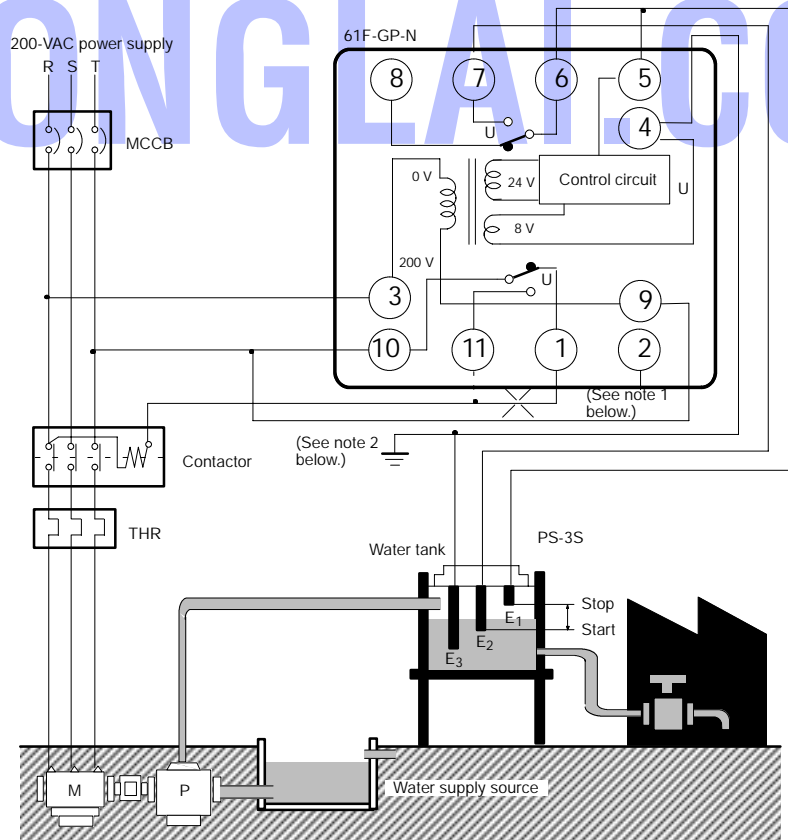 ONGLAI.CO
200-VAC power supply
R S T
MCCB
61F-GP-N
8 7 6 5
4
U
0 V
24 V
Control circuit
U
8 V
200 V
U
3
9
10 11 1 2
(See note 1
below.)
Contactor
(See note 2
below.)
THR
Water tank
PS-3S
Stop
E1
Start
E2
E3
M
P
Water supply source